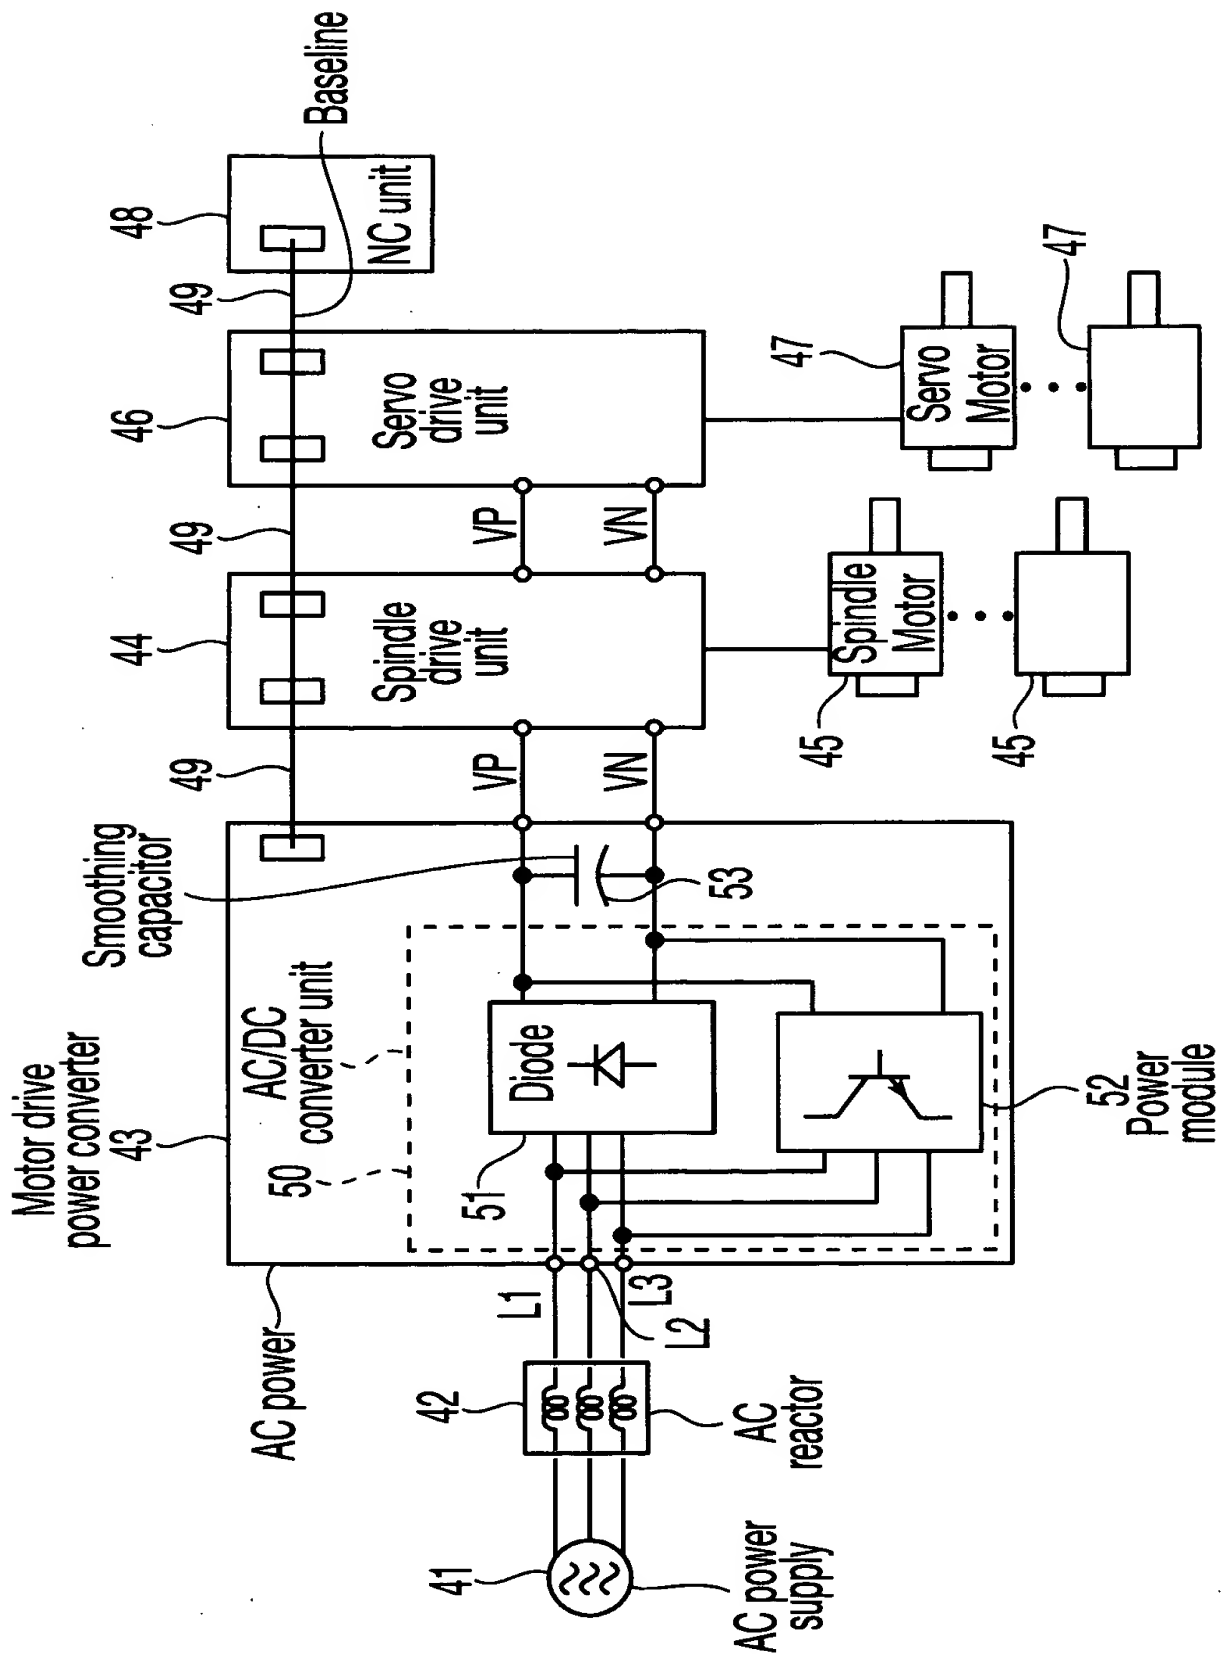 Motor drive
power converter
43
AC power
50
AC/DC
converter unit
Smoothing
capacitor
49
44
49
46
49
48
Baseline
NC unit
Servo
drive
unit
Spindle
drive
unit
VP
VN
VP
VN
53
Diode
51
52
Power
module
L1
L2
L3
42
AC
reactor
41
AC power
supply
45
Spindle
Motor
45
47
Servo
Motor
47